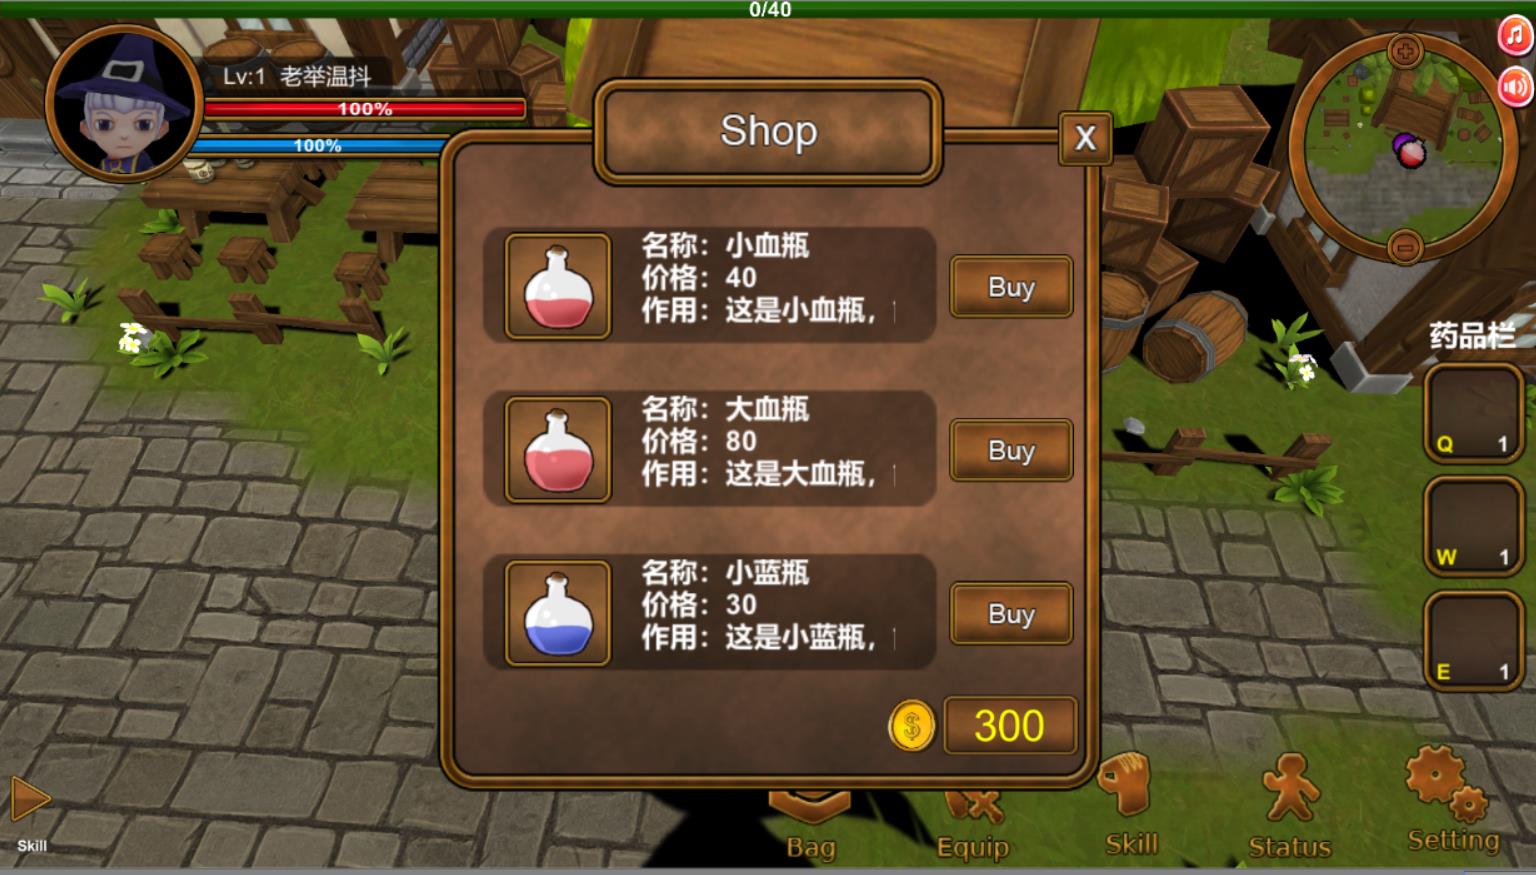 0/40
Lv:1 老举温抖
100%
100%
Shop
X
名称：小血瓶
价格：40
作用：这是小血瓶，
Buy
名称：大血瓶
价格：80
作用：这是大血瓶，
Buy
名称：小蓝瓶
价格：30
作用：这是小蓝瓶，
Buy
$ 300
药品栏
Q 1
W 1
E 1
Skill
Bag
Equip
Skill
Status
Setting